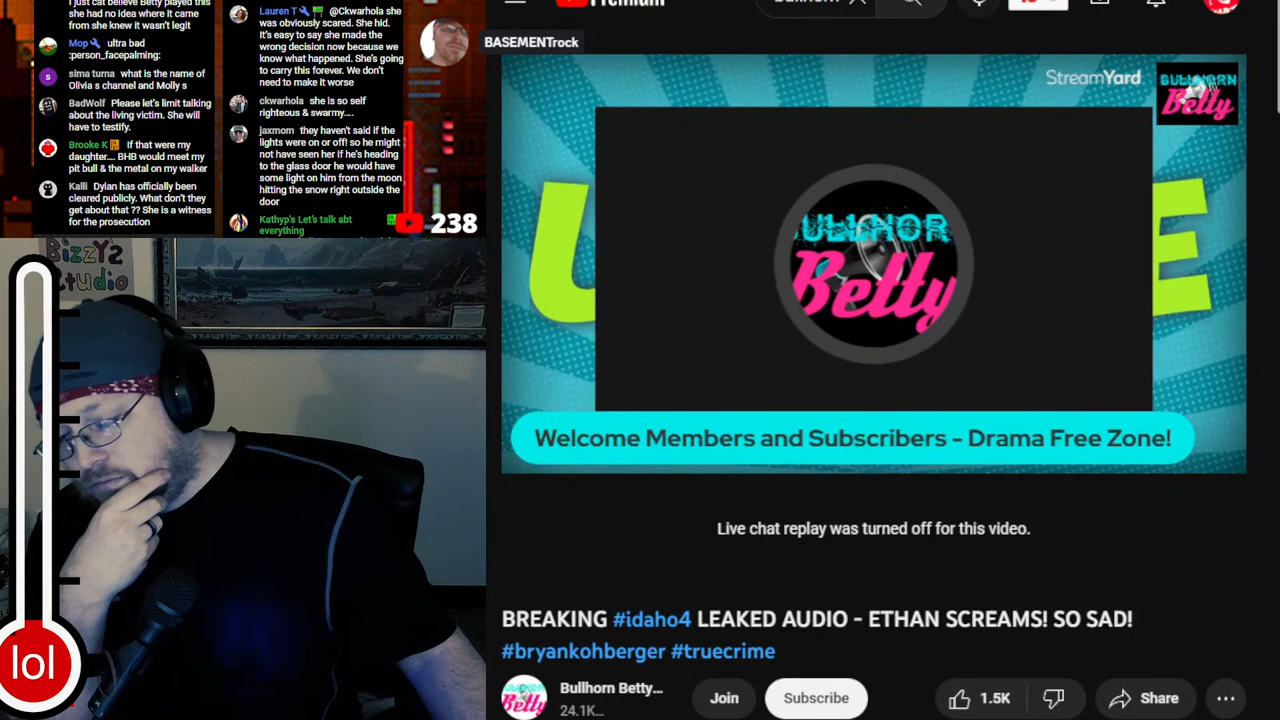 I just cant believe Betty played this
she had no idea where it came
from she knew it wasn't legit
Mop ultra bad
:person_facepalming:
sima turna what is the name of
Olivia s channel and Molly s
BadWolf Please let's limit talking
about the living victim. She will
have to testify.
Brooke K If that were my
daughter.... BHB would meet my
pit bull & the metal on my walker
Kalli Dylan has officially been
cleared publicly. What don't they
get about that ?? She is a witness
for the prosecution
Lauren T @Ckwarhola she
was obviously scared. She hid.
It's easy to say she made the
wrong decision now because we
know what happened. She's going
to carry this forever. We don't
need to make it worse
ckwarhola she is so self
righteous & swarmy....
jaxmom they haven't said if the
lights were on or off! so he might
not have seen her if he's heading
to the glass door he would have
some light on him from the moon
hitting the snow right outside the
door
Kathyp's Let's talk abt
everything
238
BASEMENTrock
Premium
StreamYard
BULLHORN
Betty
BULLHOR
Betty
U E
Welcome Members and Subscribers - Drama Free Zone!
Live chat replay was turned off for this video.
BREAKING #idaho4 LEAKED AUDIO - ETHAN SCREAMS! SO SAD!
#bryankohberger #truecrime
Bullhorn Betty...
24.1K...
Join
Subscribe
1.5K
Share
BizzY's
Studio
lol